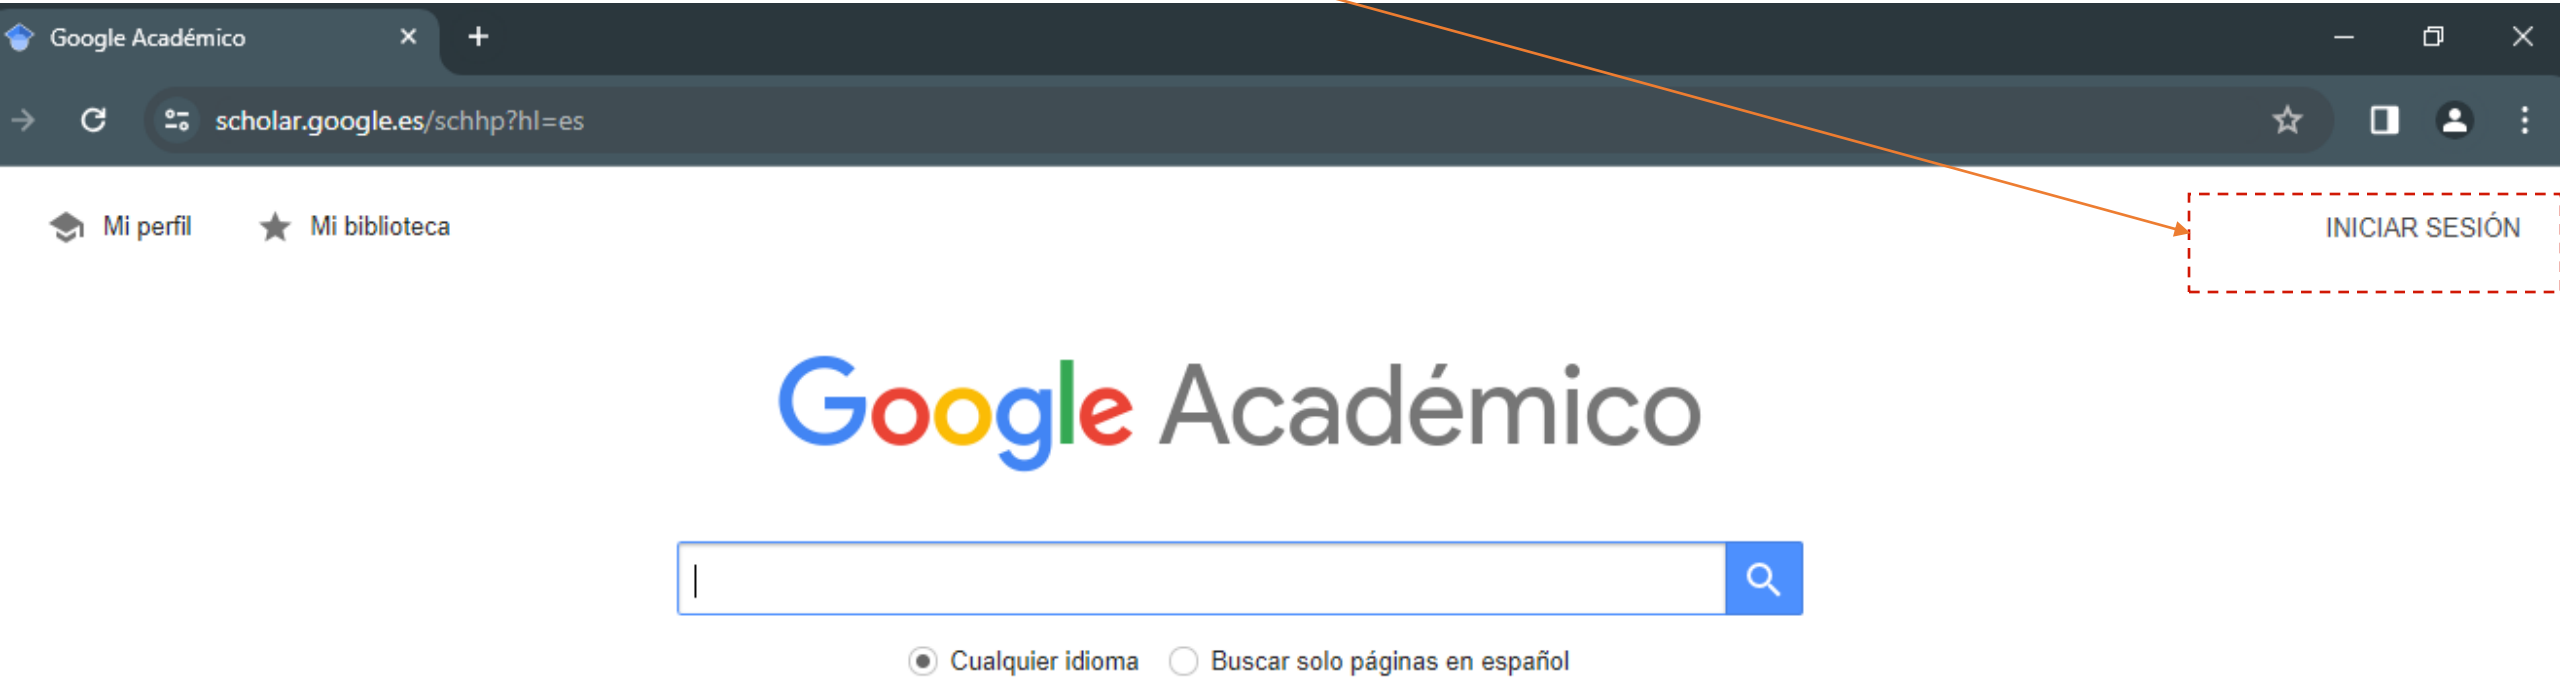 Google Académico
scholar.google.es/schhp?hl=es
Mi perfil Mi biblioteca INICIAR SESIÓN
Google Académico
Cualquier idioma Buscar solo páginas en español